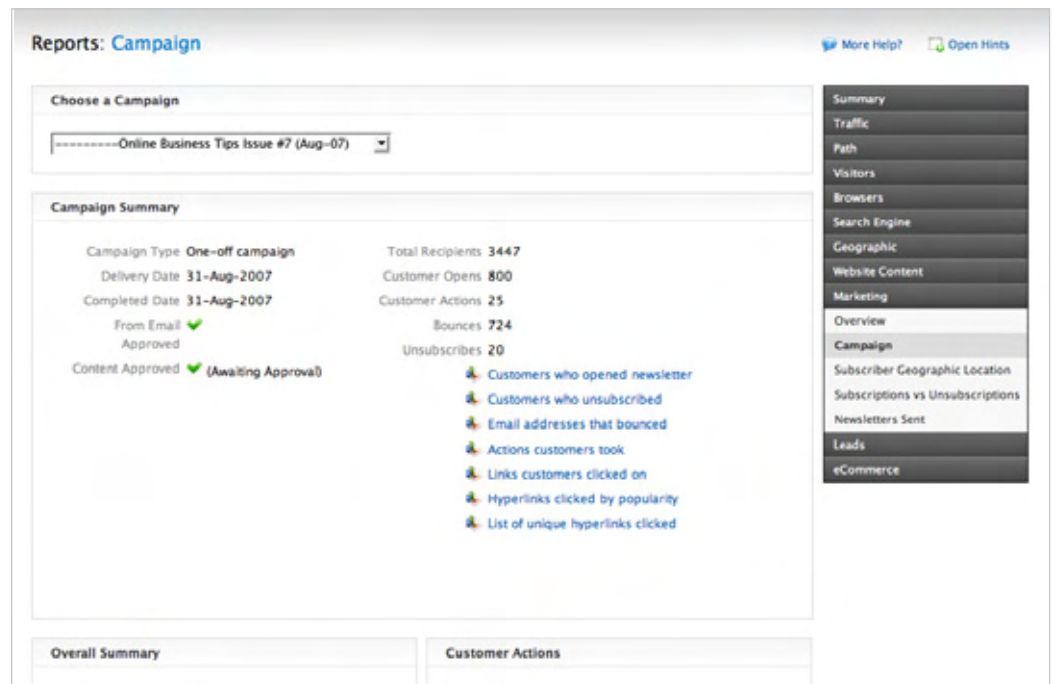 Reports: Campaign
More Help?
Open Hints
Choose a Campaign
----------Online Business Tips Issue #7 (Aug-07)
Campaign Summary
Campaign Type One-off campaign
Delivery Date 31-Aug-2007
Completed Date 31-Aug-2007
From Email
Approved
Content Approved (Awaiting Approval)
Total Recipients 3447
Customer Opens 800
Customer Actions 25
Bounces 724
Unsubscribes 20
Customers who opened newsletter
Customers who unsubscribed
Email addresses that bounced
Actions customers took
Links customers clicked on
Hyperlinks clicked by popularity
List of unique hyperlinks clicked
Overall Summary
Customer Actions
Summary
Traffic
Path
Visitors
Browsers
Search Engine
Geographic
Website Content
Marketing
Overview
Campaign
Subscriber Geographic Location
Subscriptions vs Unsubscriptions
Newsletters Sent
Leads
eCommerce